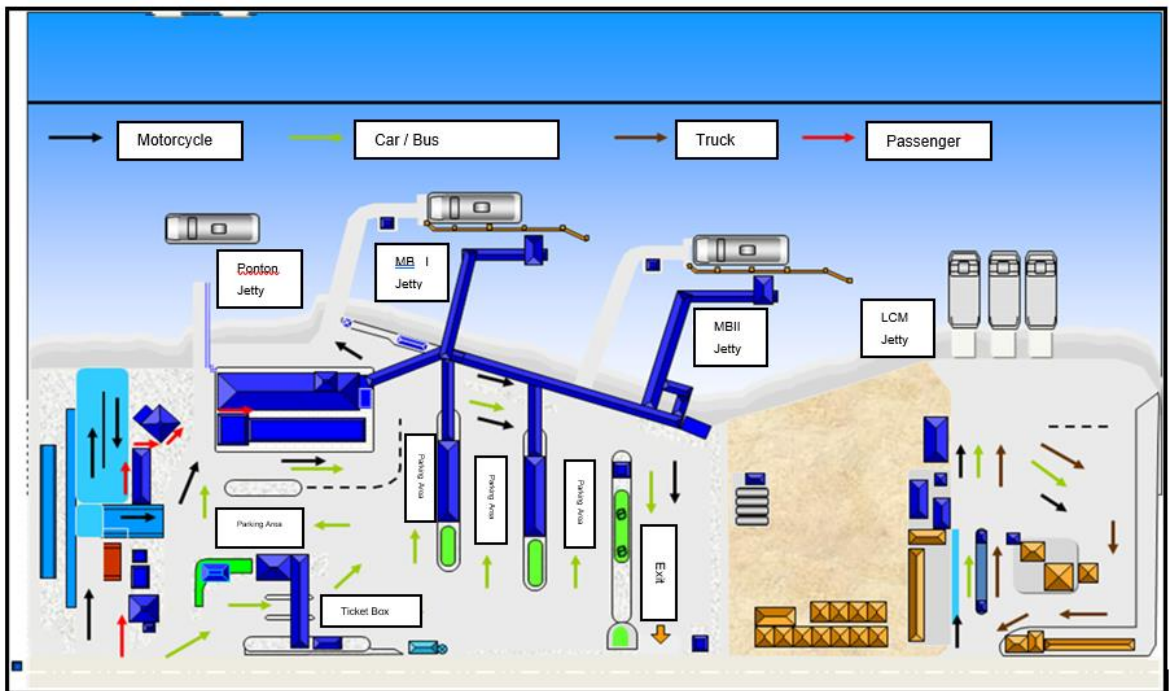 Motorcycle
Car / Bus
Truck
Passenger
Ponton
Jetty
MB I
Jetty
MBII
Jetty
LCM
Jetty
Parking Area
Parking Area
Parking Area
Parking Area
Ticket Box
Exit